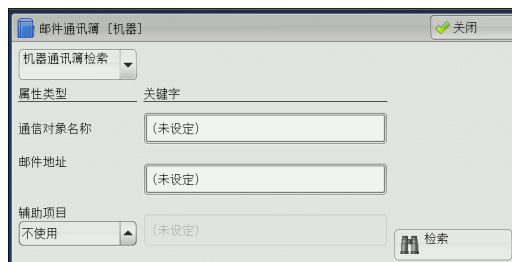 邮件通讯簿 [机器]
关闭
机器通讯簿检索
属性类型 关键字
通信对象名称 (未设定)
邮件地址
(未设定)
辅助项目
不使用 (未设定)
检索